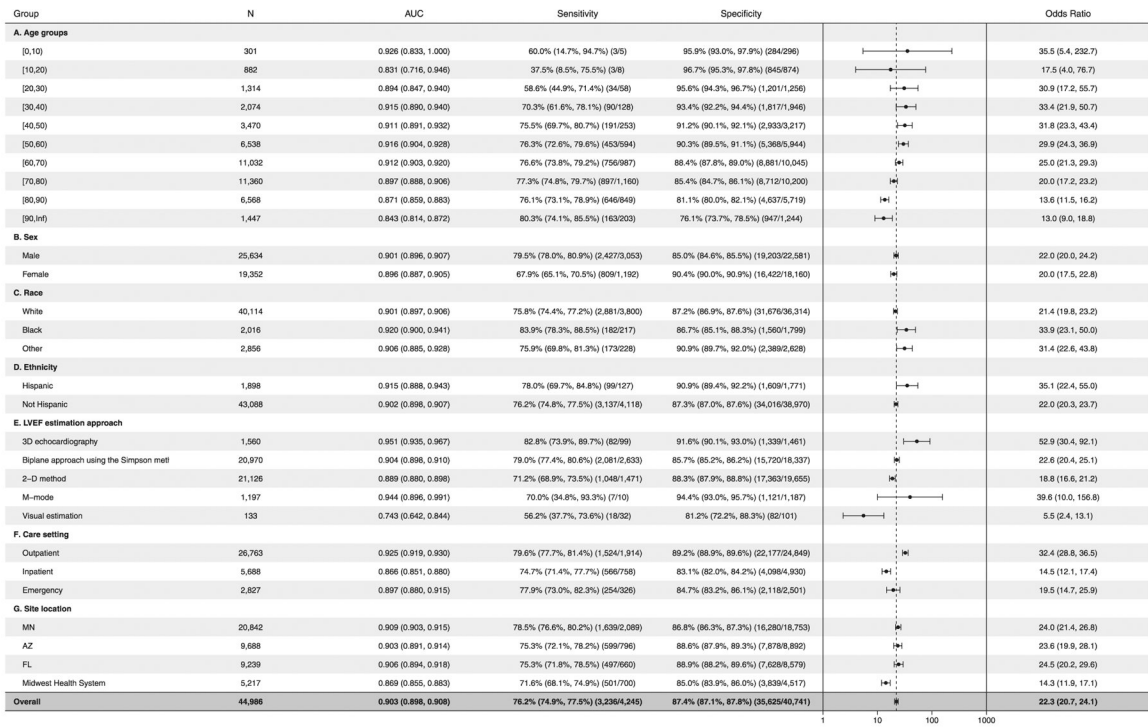 Group N AUC Sensitivity Specificity Odds Ratio
A. Age groups
[0,10) 301 0.926 (0.833, 1.000) 60.0% (14.7%, 94.7%) (3/5) 95.9% (93.0%, 97.9%) (284/296) 35.5 (5.4, 232.7)
[10,20) 882 0.831 (0.716, 0.946) 37.5% (8.5%, 75.5%) (3/8) 96.7% (95.3%, 97.8%) (845/874) 17.5 (4.0, 76.7)
[20,30) 1,314 0.894 (0.847, 0.940) 58.6% (44.9%, 71.4%) (34/58) 95.6% (94.3%, 96.7%) (1,201/1,256) 30.9 (17.2, 55.7)
[30,40) 2,074 0.915 (0.890, 0.940) 70.3% (61.6%, 78.1%) (90/128) 93.4% (92.2%, 94.4%) (1,817/1,946) 33.4 (21.9, 50.7)
[40,50) 3,470 0.911 (0.891, 0.932) 75.5% (69.7%, 80.7%) (191/253) 91.2% (90.1%, 92.1%) (2,933/3,217) 31.8 (23.3, 43.4)
[50,60) 6,538 0.916 (0.904, 0.928) 76.3% (72.6%, 79.6%) (453/594) 90.3% (89.5%, 91.1%) (5,368/5,944) 29.9 (24.3, 36.9)
[60,70) 11,032 0.912 (0.903, 0.920) 76.6% (73.8%, 79.2%) (756/987) 88.4% (87.8%, 89.0%) (8,881/10,045) 25.0 (21.3, 29.3)
[70,80) 11,360 0.897 (0.888, 0.906) 77.3% (74.8%, 79.7%) (897/1,160) 85.4% (84.7%, 86.1%) (8,712/10,200) 20.0 (17.2, 23.2)
[80,90) 6,568 0.871 (0.859, 0.883) 76.1% (73.1%, 78.9%) (646/849) 81.1% (80.0%, 82.1%) (4,637/5,719) 13.6 (11.5, 16.2)
[90,Inf) 1,447 0.843 (0.814, 0.872) 80.3% (74.1%, 85.5%) (163/203) 76.1% (73.7%, 78.5%) (947/1,244) 13.0 (9.0, 18.8)
B. Sex
Male 25,634 0.901 (0.896, 0.907) 79.5% (78.0%, 80.9%) (2,427/3,053) 85.0% (84.6%, 85.5%) (19,203/22,581) 22.0 (20.0, 24.2)
Female 19,352 0.896 (0.887, 0.905) 67.9% (65.1%, 70.5%) (809/1,192) 90.4% (90.0%, 90.9%) (16,422/18,160) 20.0 (17.5, 22.8)
C. Race
White 40,114 0.901 (0.897, 0.906) 75.8% (74.4%, 77.2%) (2,881/3,800) 87.2% (86.9%, 87.6%) (31,676/36,314) 21.4 (19.8, 23.2)
Black 2,016 0.920 (0.900, 0.941) 83.9% (78.3%, 88.5%) (182/217) 86.7% (85.1%, 88.3%) (1,560/1,799) 33.9 (23.1, 50.0)
Other 2,856 0.906 (0.885, 0.928) 75.9% (69.8%, 81.3%) (173/228) 90.9% (89.7%, 92.0%) (2,389/2,628) 31.4 (22.6, 43.8)
D. Ethnicity
Hispanic 1,898 0.915 (0.888, 0.943) 78.0% (69.7%, 84.8%) (99/127) 90.9% (89.4%, 92.2%) (1,609/1,771) 35.1 (22.4, 55.0)
Not Hispanic 43,088 0.902 (0.898, 0.907) 76.2% (74.8%, 77.5%) (3,137/4,118) 87.3% (87.0%, 87.6%) (34,016/38,970) 22.0 (20.3, 23.7)
E. LVEF estimation approach
3D echocardiography 1,560 0.951 (0.935, 0.967) 82.8% (73.9%, 89.7%) (82/99) 91.6% (90.1%, 93.0%) (1,339/1,461) 52.9 (30.4, 92.1)
Biplane approach using the Simpson met 20,970 0.904 (0.898, 0.910) 79.0% (77.4%, 80.6%) (2,081/2,633) 85.7% (85.2%, 86.2%) (15,720/18,337) 22.6 (20.4, 25.1)
2-D method 21,126 0.889 (0.880, 0.898) 71.2% (68.9%, 73.5%) (1,048/1,471) 88.3% (87.9%, 88.8%) (17,363/19,655) 18.8 (16.6, 21.2)
M-mode 1,197 0.944 (0.896, 0.991) 70.0% (34.8%, 93.3%) (7/10) 94.4% (93.0%, 95.7%) (1,121/1,187) 39.6 (10.0, 156.8)
Visual estimation 133 0.743 (0.642, 0.844) 56.2% (37.7%, 73.6%) (18/32) 81.2% (72.2%, 88.3%) (82/101) 5.5 (2.4, 13.1)
F. Care setting
Outpatient 26,763 0.925 (0.919, 0.930) 79.6% (77.7%, 81.4%) (1,524/1,914) 89.2% (88.9%, 89.6%) (22,177/24,849) 32.4 (28.8, 36.5)
Inpatient 5,688 0.866 (0.851, 0.880) 74.7% (71.4%, 77.7%) (566/758) 83.1% (82.0%, 84.2%) (4,098/4,930) 14.5 (12.1, 17.4)
Emergency 2,827 0.897 (0.880, 0.915) 77.9% (73.0%, 82.3%) (254/326) 84.7% (83.2%, 86.1%) (2,118/2,501) 19.5 (14.7, 25.9)
G. Site location
MN 20,842 0.909 (0.903, 0.915) 78.5% (76.6%, 80.2%) (1,639/2,089) 86.8% (86.3%, 87.3%) (16,280/18,753) 24.0 (21.4, 26.8)
AZ 9,688 0.903 (0.891, 0.914) 75.3% (72.1%, 78.2%) (599/796) 88.6% (87.9%, 89.3%) (7,878/8,892) 23.6 (19.9, 28.1)
FL 9,239 0.906 (0.894, 0.918) 75.3% (71.8%, 78.5%) (497/660) 88.9% (88.2%, 89.6%) (7,628/8,579) 24.5 (20.2, 29.6)
Midwest Health System 5,217 0.869 (0.855, 0.883) 71.6% (68.1%, 74.9%) (501/700) 85.0% (83.9%, 86.0%) (3,839/4,517) 14.3 (11.9, 17.1)
Overall 44,986 0.903 (0.898, 0.908) 76.2% (74.9%, 77.5%) (3,236/4,245) 87.4% (87.1%, 87.8%) (35,625/40,741) 22.3 (20.7, 24.1)
1 10 100 1000